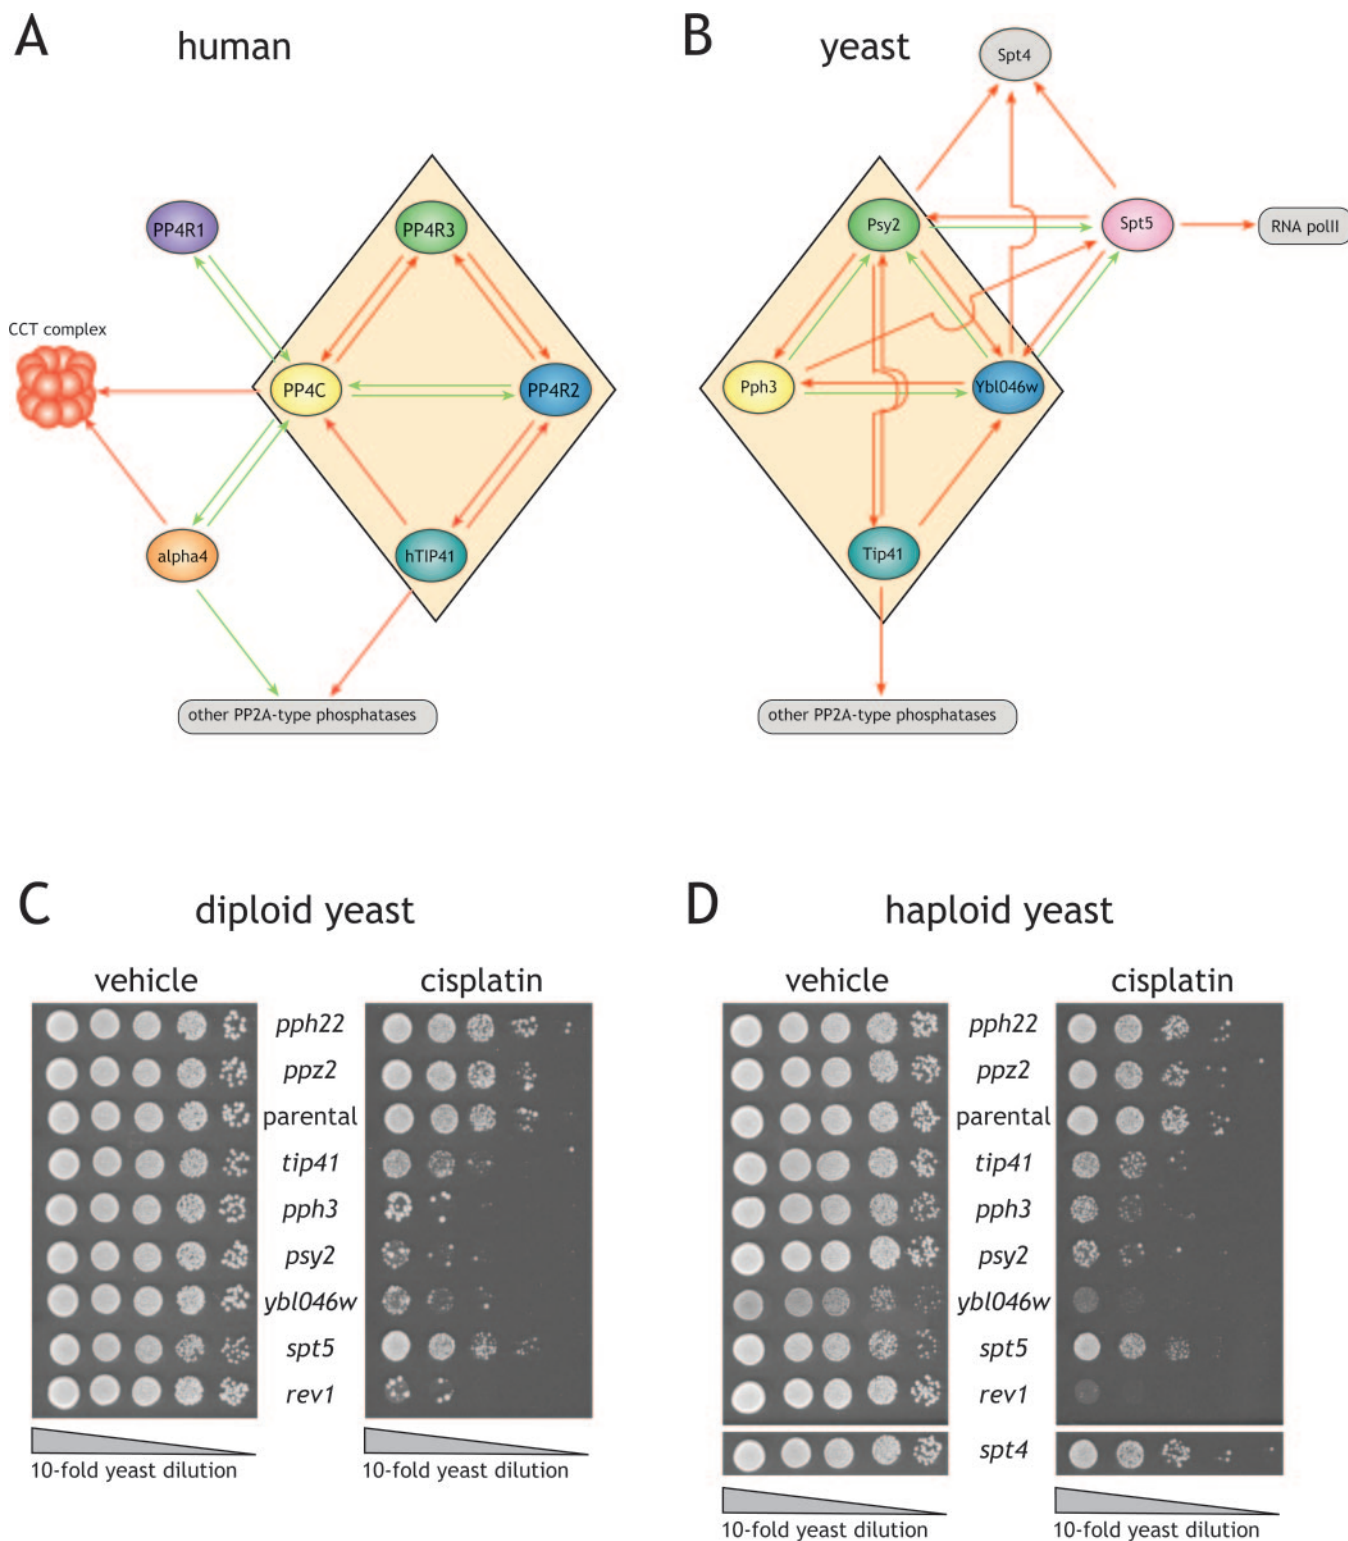 A human
PP4R1
PP4R3
CCT complex
PP4C
PP4R2
alpha4
hTIP41
other PP2A-type phosphatases
B yeast
Spt4
Psy2
Spt5
RNA polII
Pph3
Ybl046w
Tip41
other PP2A-type phosphatases
C diploid yeast
vehicle
cisplatin
pph22
ppz2
parental
tip41
pph3
psy2
ybl046w
spt5
rev1
10-fold yeast dilution
10-fold yeast dilution
D haploid yeast
vehicle
cisplatin
pph22
ppz2
parental
tip41
pph3
psy2
ybl046w
spt5
rev1
spt4
10-fold yeast dilution
10-fold yeast dilution